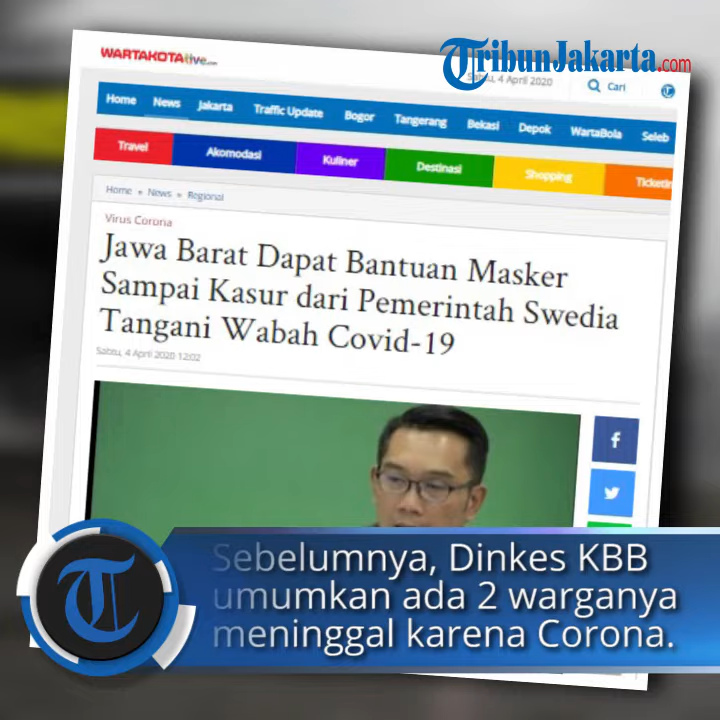 TribunJakarta.com
WARTAKOTAlive.com
Sabtu, 4 April 2020
Cari
Home News Jakarta Traffic Update Bogor Tangerang Bekasi Depok WartaBola Seleb
Travel Akomodasi Kuliner Destinasi Shopping Ticketin
Home » News » Regional
Virus Corona
Jawa Barat Dapat Bantuan Masker
Sampai Kasur dari Pemerintah Swedia
Tangani Wabah Covid-19
Sabtu, 4 April 2020 12:02
Sebelumnya, Dinkes KBB
umumkan ada 2 warganya
meninggal karena Corona.